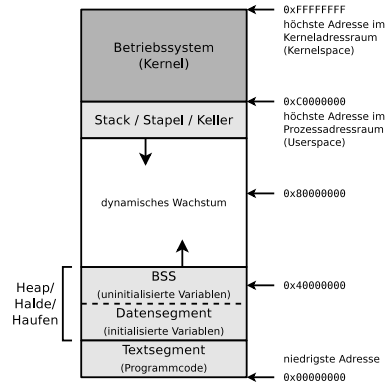 0xFFFFFFFF
höchste Adresse im
Kerneladressraum
(Kernelspace)
Betriebssystem
(Kernel)
0xC0000000
höchste Adresse im
Prozessadressraum
(Userspace)
Stack / Stapel / Keller
dynamisches Wachstum
0x80000000
BSS
(uninitialisierte Variablen)
0x40000000
Heap/
Halde/
Haufen
Datensegment
(initialisierte Variablen)
Textsegment
(Programmcode)
niedrigste Adresse
0x00000000